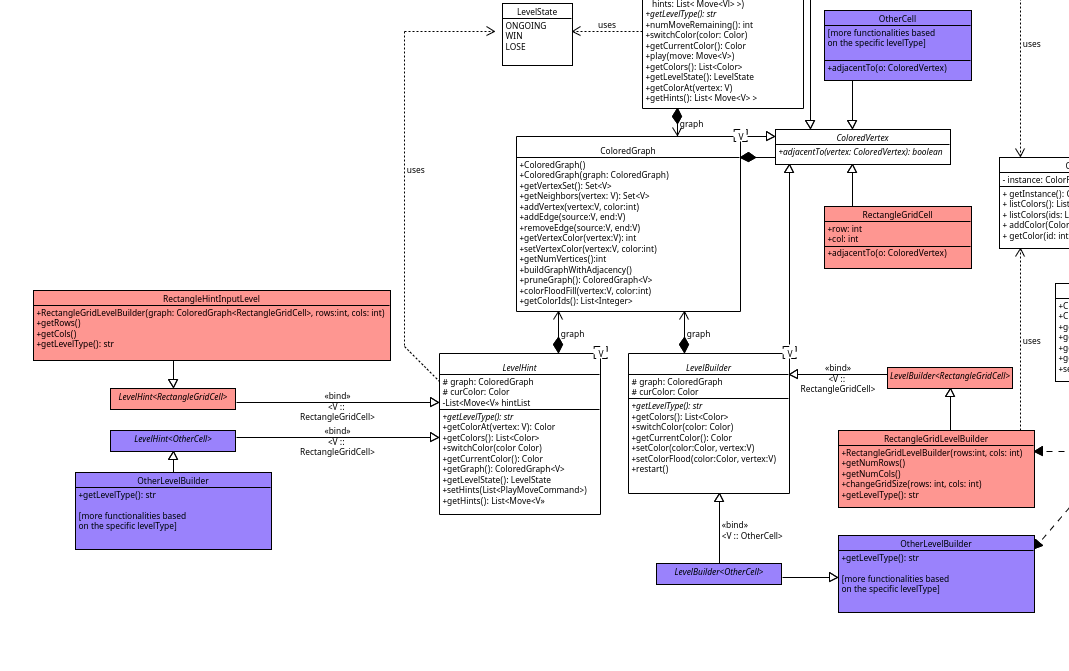 hints: List< Move<V> >)
+getLevelType(): str
+numMoveRemaining(): int
+switchColor(color: Color)
+getCurrentColor(): Color
+play(move: Move<V>)
+getColors(): List<Color>
+getLevelState(): LevelState
+getColorAt(vertex: V)
+getHints(): List< Move<V> >
LevelState
ONGOING
WIN
LOSE
uses
OtherCell
[more functionalities based
on the specific levelType]
+adjacentTo(o: ColoredVertex)
uses
graph
V
ColoredVertex
+adjacentTo(vertex: ColoredVertex): boolean
ColoredGraph
+ColoredGraph()
+ColoredGraph(graph: ColoredGraph)
+getVertexSet(): Set<V>
+getNeighbors(vertex: V): Set<V>
+addVertex(vertex:V, color:int)
+addEdge(source:V, end:V)
+removeEdge(source:V, end:V)
+getVertexColor(vertex:V): int
+setVertexColor(vertex:V, color:int)
+getNumVertices():int
+buildGraphWithAdjacency()
+pruneGraph(): ColoredGraph<V>
+colorFloodFill(vertex:V, color:int)
+getColorIds(): List<Integer>
uses
- instance: ColorF
+ getInstance(): C
+ listColors(): List
+ listColors(ids: L
+ addColor(Colo
+ getColor(id: int
RectangleGridCell
+row: int
+col: int
+adjacentTo(o: ColoredVertex)
RectangleHintInputLevel
+RectangleGridLevelBuilder(graph: ColoredGraph<RectangleGridCell>, rows:int, cols: int)
+getRows()
+getCols()
+getLevelType(): str
+C
+C
+ge
+ge
+ge
+ge
+se
graph
graph
uses
V
LevelHint
# graph: ColoredGraph
# curColor: Color
-List<Move<V» hintList
+getLevelType(): str
+getColorAt(vertex: V): Color
+getColors(): List<Color>
+switchColor(color Color)
+getCurrentColor(): Color
+getGraph(): ColoredGraph<V>
+getLevelState(): LevelState
+setHints(List<PlayMoveCommand>)
+getHints(): List<Move<V»
V
LevelBuilder
# graph: ColoredGraph
# curColor: Color
+getLevelType(): str
+getColors(): List<Color>
+switchColor(color: Color)
+getCurrentColor(): Color
+setColor(color:Color, vertex:V)
+setColorFlood(color:Color, vertex:V)
+restart()
«bind»
<V ::
RectangleGridCell>
LevelBuilder<RectangleGridCell>
LevelHint<RectangleGridCell>
«bind»
<V ::
RectangleGridCell>
LevelHint<OtherCell>
«bind»
<V ::
RectangleGridCell>
RectangleGridLevelBuilder
+RectangleGridLevelBuilder(rows:int, cols: int)
+getNumRows()
+getNumCols()
+changeGridSize(rows: int, cols: int)
+getLevelType(): str
OtherLevelBuilder
+getLevelType(): str
[more functionalities based
on the specific levelType]
«bind»
<V :: OtherCell>
LevelBuilder<OtherCell>
OtherLevelBuilder
+getLevelType(): str
[more functionalities based
on the specific levelType]